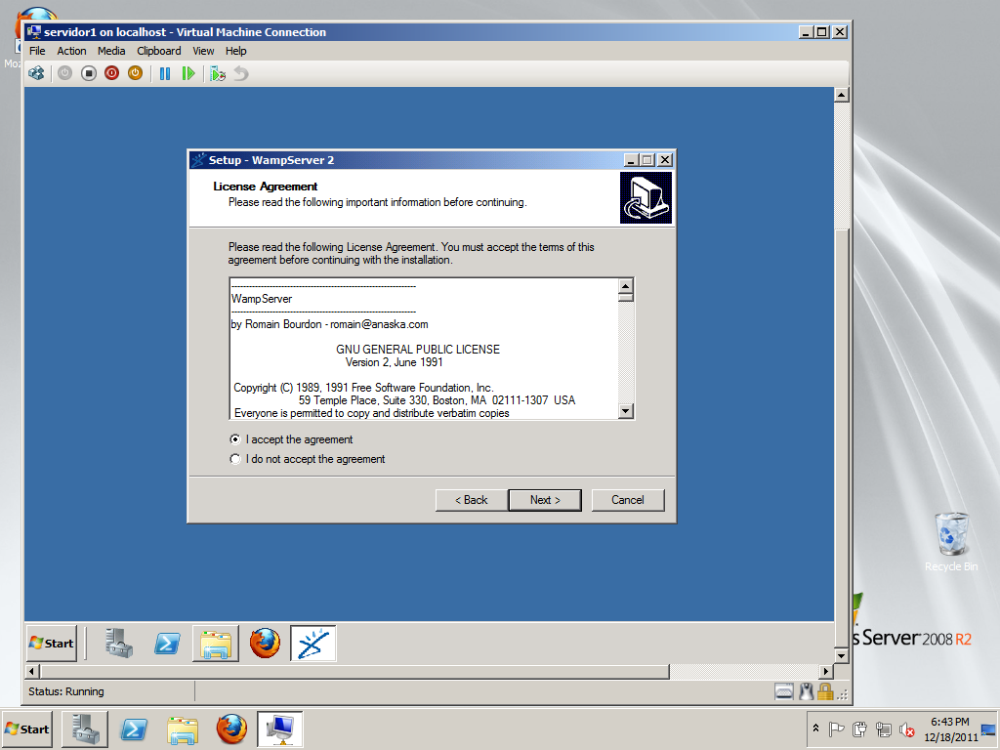 servidor1 on localhost - Virtual Machine Connection
File Action Media Clipboard View Help
Setup - WampServer 2
License Agreement
Please read the following important information before continuing.
Please read the following License Agreement. You must accept the terms of this
agreement before continuing with the installation.
---------------------------------------------------------------
WampServer
---------------------------------------------------------------
by Romain Bourdon - romain@anaska.com
GNU GENERAL PUBLIC LICENSE
Version 2, June 1991
Copyright (C) 1989, 1991 Free Software Foundation, Inc.
59 Temple Place, Suite 330, Boston, MA 02111-1307 USA
Everyone is permitted to copy and distribute verbatim copies
I accept the agreement
I do not accept the agreement
< Back Next > Cancel
Start
Status: Running
Moz
Recycle Bin
s Server 2008 R2
Start
6:43 PM
12/18/2011